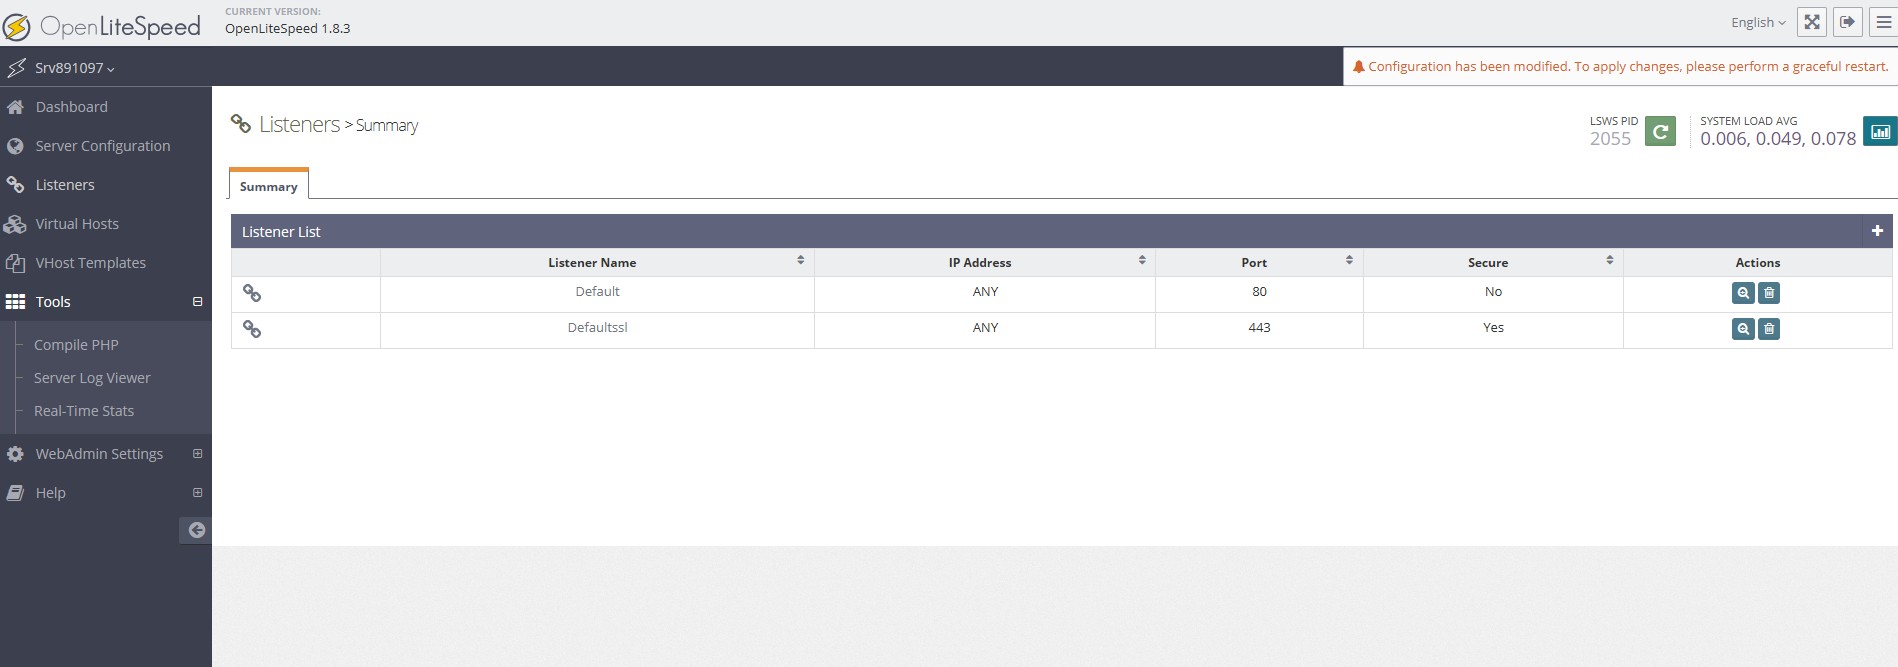 OpenLiteSpeed
CURRENT VERSION:
OpenLiteSpeed 1.8.3
English
Srv891097
Configuration has been modified. To apply changes, please perform a graceful restart.
Dashboard
Server Configuration
Listeners
Virtual Hosts
VHost Templates
Tools
Compile PHP
Server Log Viewer
Real-Time Stats
WebAdmin Settings
Help
Listeners > Summary
LSWS PID
2055
SYSTEM LOAD AVG
0.006, 0.049, 0.078
Summary
Listener List
Listener Name IP Address Port Secure Actions
Default ANY 80 No
Defaultssl ANY 443 Yes